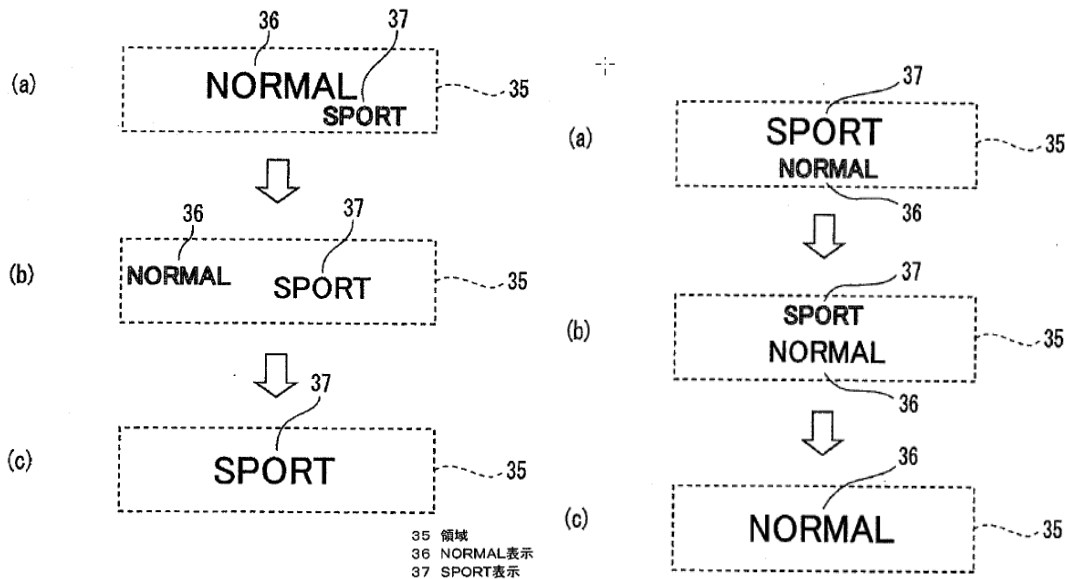 36
37
(a)
NORMAL
SPORT
35
36
37
(b)
NORMAL
SPORT
35
37
(c)
SPORT
35
35 領域
36 NORMAL表示
37 SPORT表示
37
(a)
SPORT
NORMAL
35
36
37
(b)
SPORT
NORMAL
35
36
36
(c)
NORMAL
35